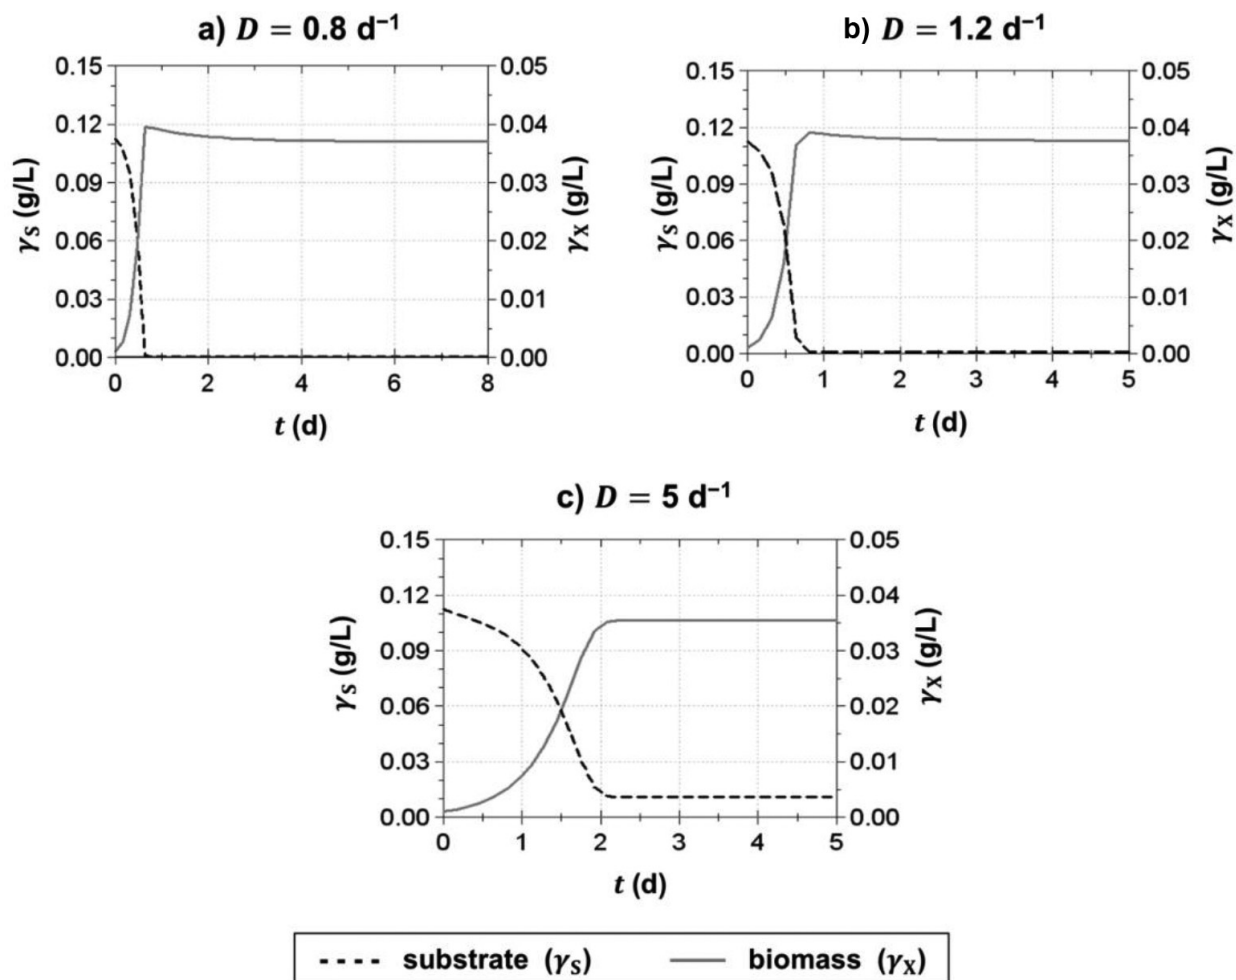 a) D = 0.8 d⁻¹
0.15
0.12
0.09
0.06
0.03
0.00
γS (g/L)
0.05
0.04
0.03
0.02
0.01
0.00
γX (g/L)
0 2 4 6 8
t (d)
b) D = 1.2 d⁻¹
0.15
0.12
0.09
0.06
0.03
0.00
γS (g/L)
0.05
0.04
0.03
0.02
0.01
0.00
γX (g/L)
0 1 2 3 4 5
t (d)
c) D = 5 d⁻¹
0.15
0.12
0.09
0.06
0.03
0.00
γS (g/L)
0.05
0.04
0.03
0.02
0.01
0.00
γX (g/L)
0 1 2 3 4 5
t (d)
substrate (γS) biomass (γX)